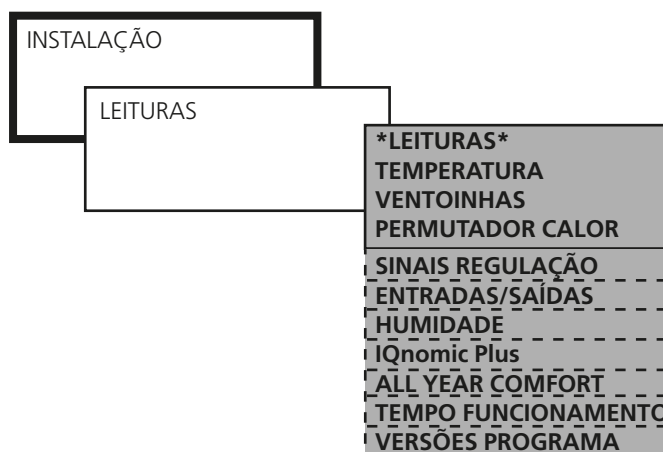 INSTALAÇÃO
LEITURAS
*LEITURAS*
TEMPERATURA
VENTOINHAS
PERMUTADOR CALOR
SINAIS REGULAÇÃO
ENTRADAS/SAÍDAS
HUMIDADE
IQnomic Plus
ALL YEAR COMFORT
TEMPO FUNCIONAMENTO
VERSÕES PROGRAMA